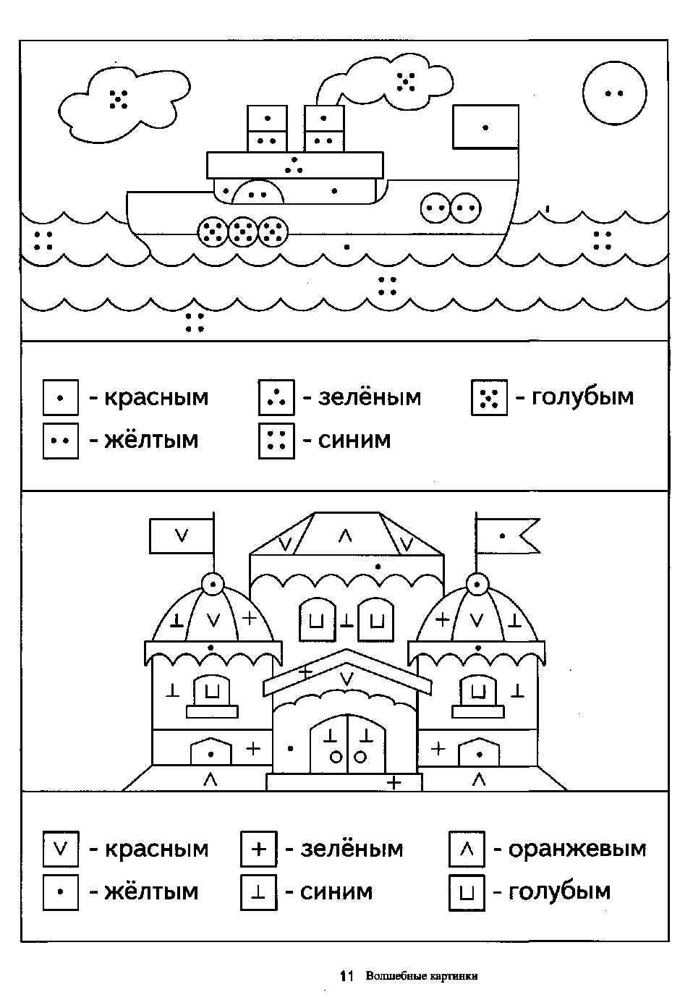 - красным - зелёным - голубым
- жёлтым - синим
- красным - зелёным - оранжевым
- жёлтым - синим - голубым
11 Волшебные картинки